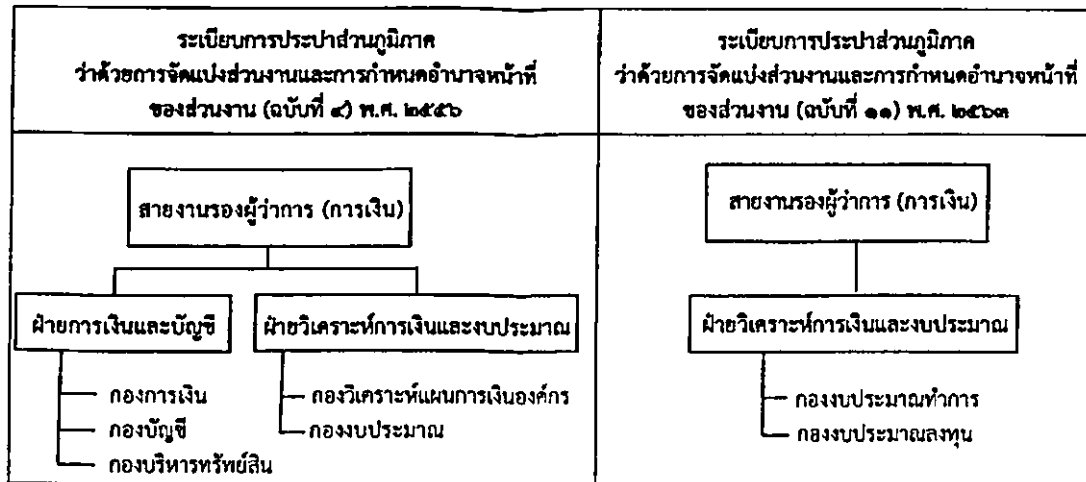 ระเบียบการประปาส่วนภูมิภาค
ว่าด้วยการจัดแบ่งส่วนงานและการกำหนดอำนาจหน้าที่
ของส่วนงาน (ฉบับที่ ๔) พ.ศ. ๒๕๕๖
ระเบียบการประปาส่วนภูมิภาค
ว่าด้วยการจัดแบ่งส่วนงานและการกำหนดอำนาจหน้าที่
ของส่วนงาน (ฉบับที่ ๑๑) พ.ศ. ๒๕๖๓
สายงานรองผู้ว่าการ (การเงิน)
ฝ่ายการเงินและบัญชี
ฝ่ายวิเคราะห์การเงินและงบประมาณ
กองการเงิน
กองบัญชี
กองบริหารทรัพย์สิน
กองวิเคราะห์แผนการเงินองค์กร
กองงบประมาณ
สายงานรองผู้ว่าการ (การเงิน)
ฝ่ายวิเคราะห์การเงินและงบประมาณ
กองงบประมาณทำการ
กองงบประมาณลงทุน